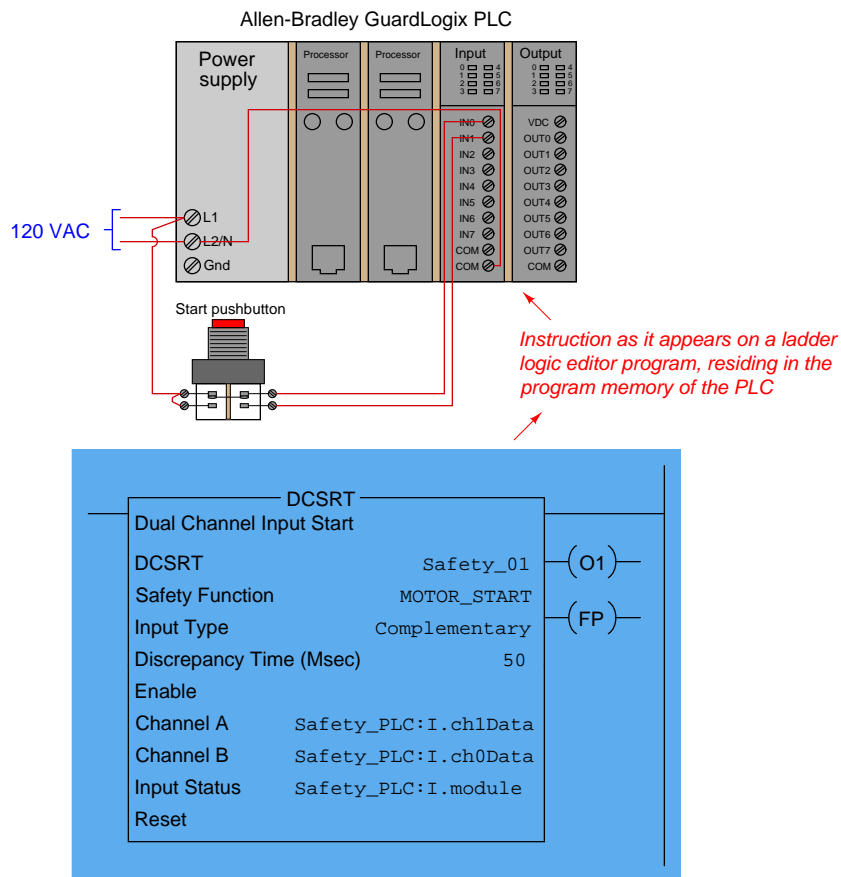 Allen-Bradley GuardLogix PLC
Power
supply
Processor
Processor
Input
0 4
1 5
2 6
3 7
Output
0 4
1 5
2 6
3 7
IN0
IN1
IN2
IN3
IN4
IN5
IN6
IN7
COM
COM
VDC
OUT0
OUT1
OUT2
OUT3
OUT4
OUT5
OUT6
OUT7
COM
120 VAC
L1
L2/N
Gnd
Start pushbutton
Instruction as it appears on a ladder
logic editor program, residing in the
program memory of the PLC
DCSRT
Dual Channel Input Start
DCSRT Safety_01
Safety Function MOTOR_START
Input Type Complementary
Discrepancy Time (Msec) 50
Enable
Channel A Safety_PLC:I.ch1Data
Channel B Safety_PLC:I.ch0Data
Input Status Safety_PLC:I.module
Reset
O1
FP